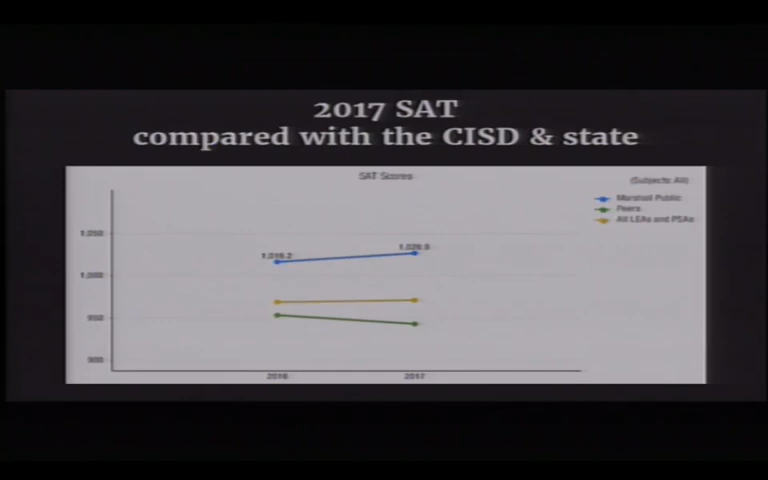 2017 SAT
compared with the CISD & state
SAT Scores
(Subjects: All)
Marshall Public
Peers
All LEAs and PSAs
1,050
1,000
950
900
2016
2017